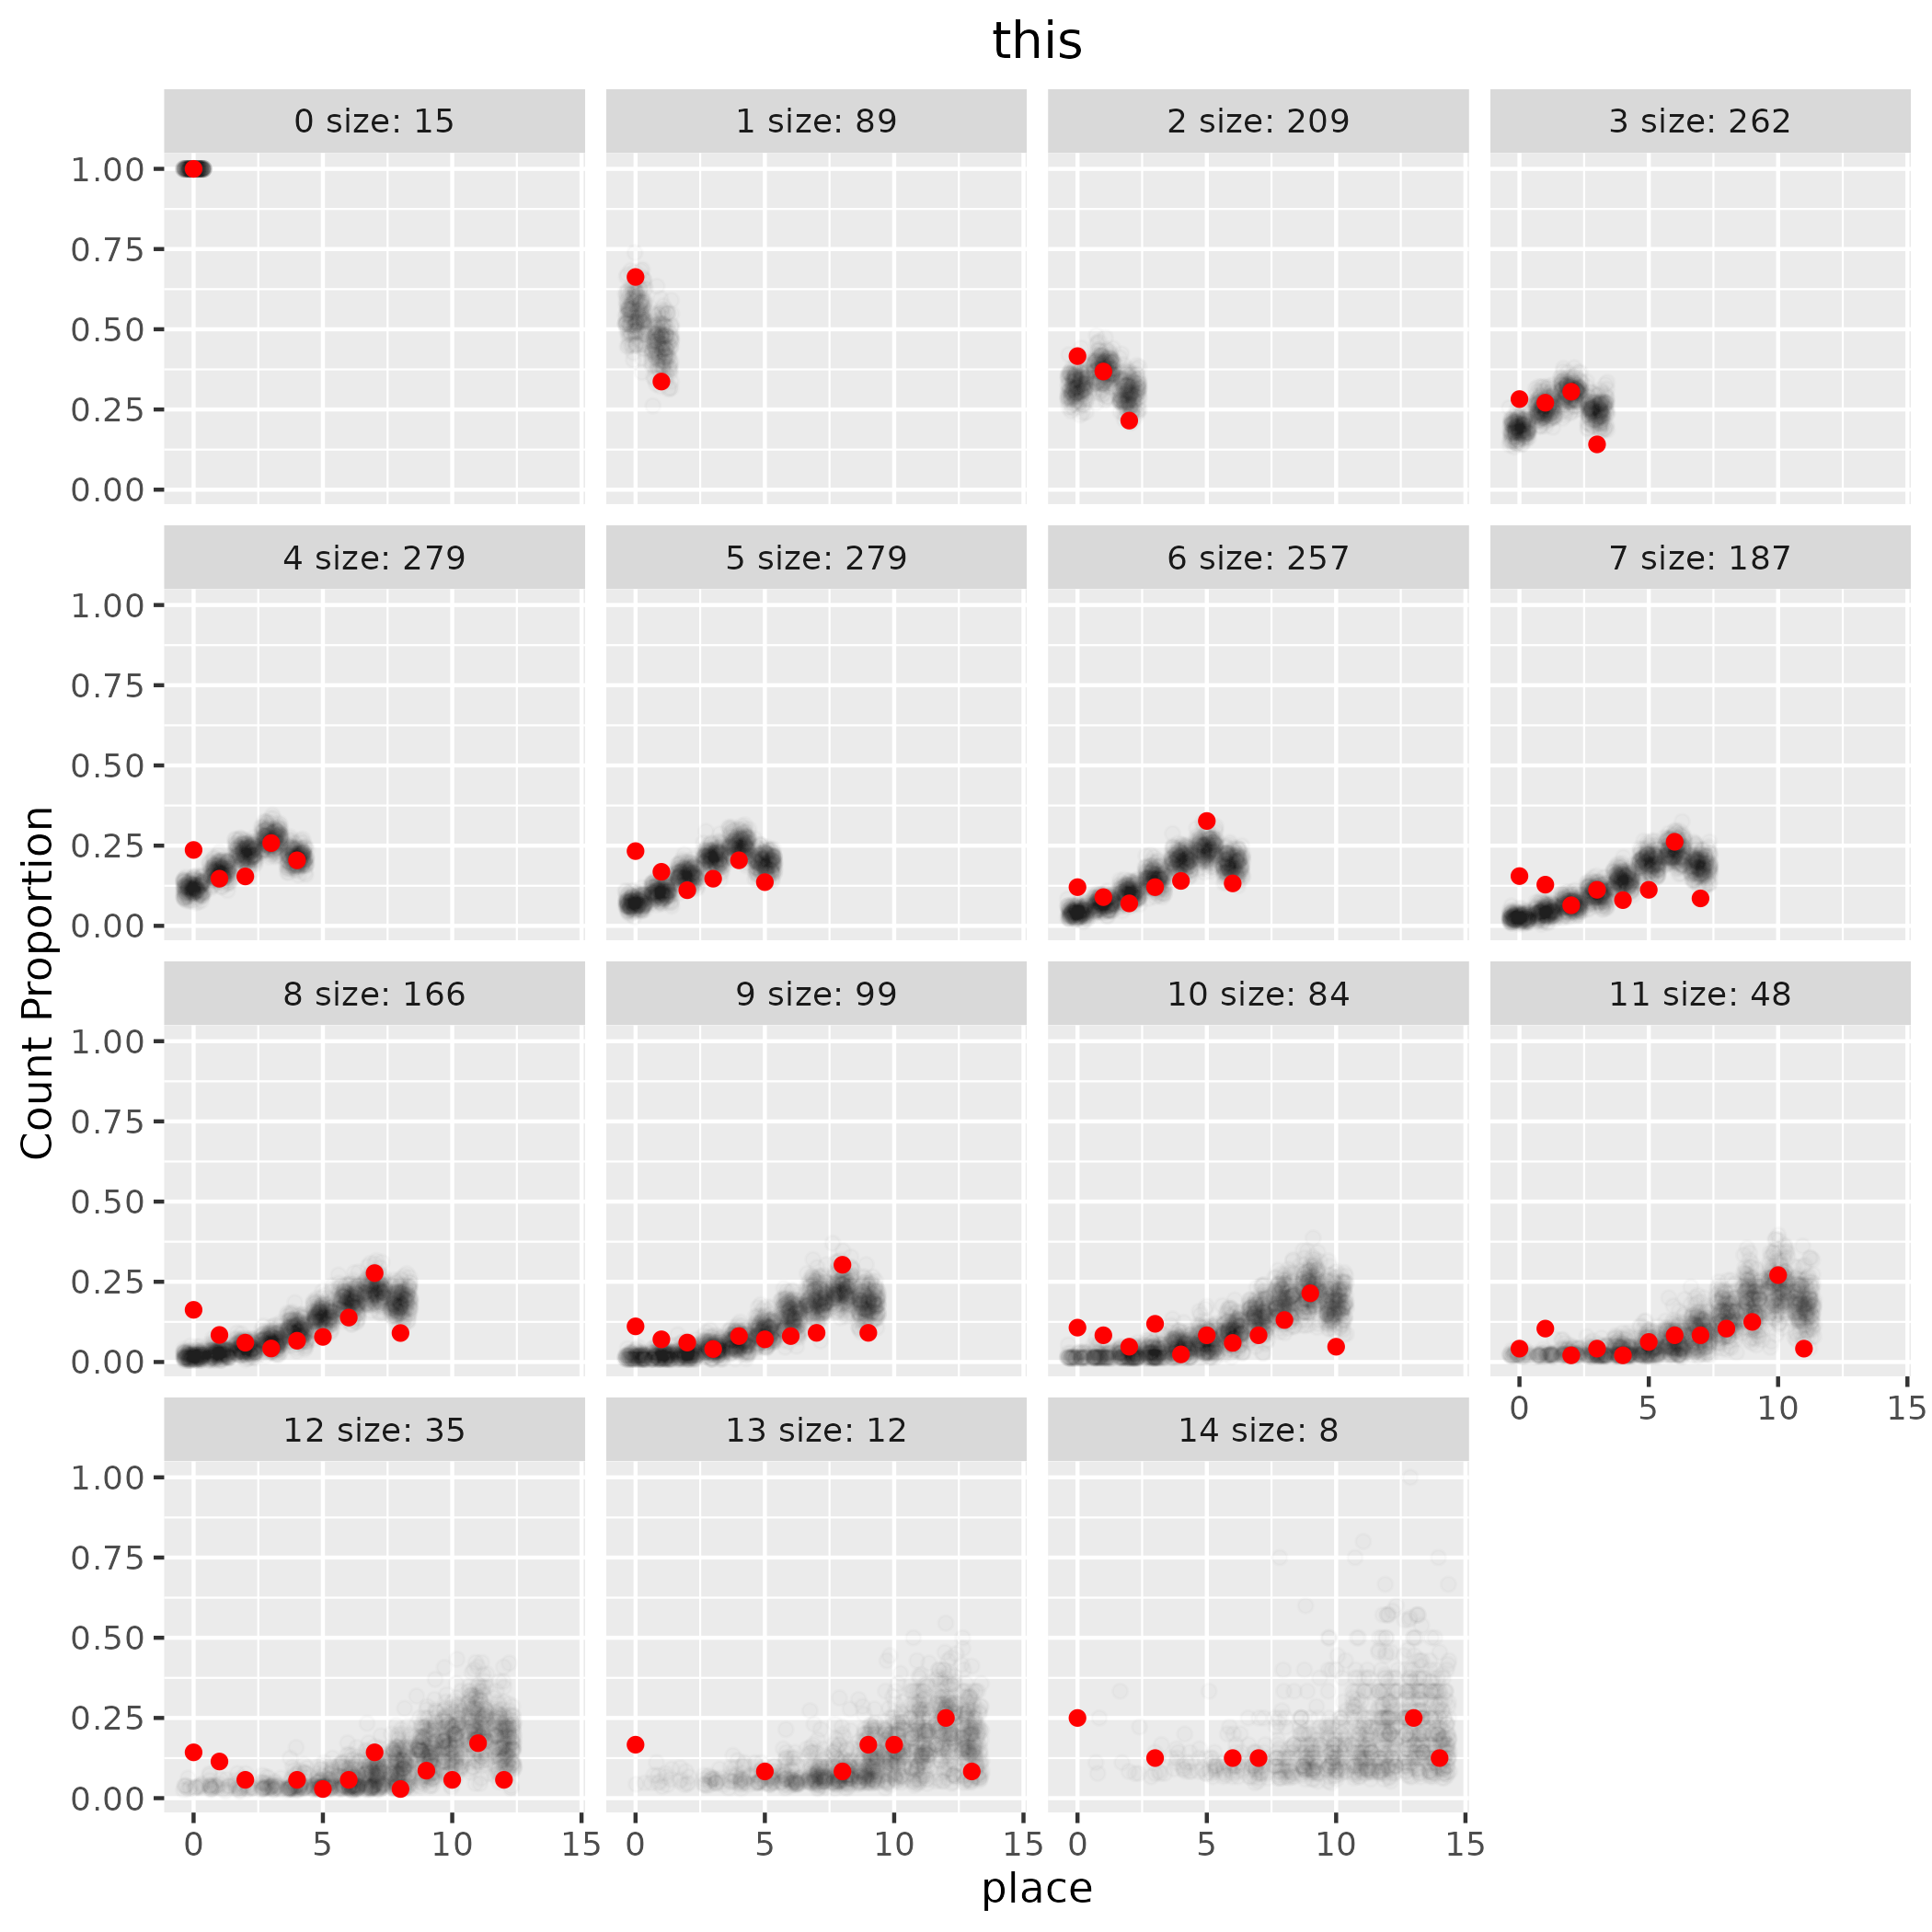 this
0 size: 15
1 size: 89
2 size: 209
3 size: 262
1.00
0.75
0.50
0.25
0.00
4 size: 279
5 size: 279
6 size: 257
7 size: 187
1.00
0.75
0.50
0.25
0.00
Count Proportion
8 size: 166
9 size: 99
10 size: 84
11 size: 48
1.00
0.75
0.50
0.25
0.00
0 5 10 15
12 size: 35
13 size: 12
14 size: 8
1.00
0.75
0.50
0.25
0.00
0 5 10 15
0 5 10 15
0 5 10 15
place